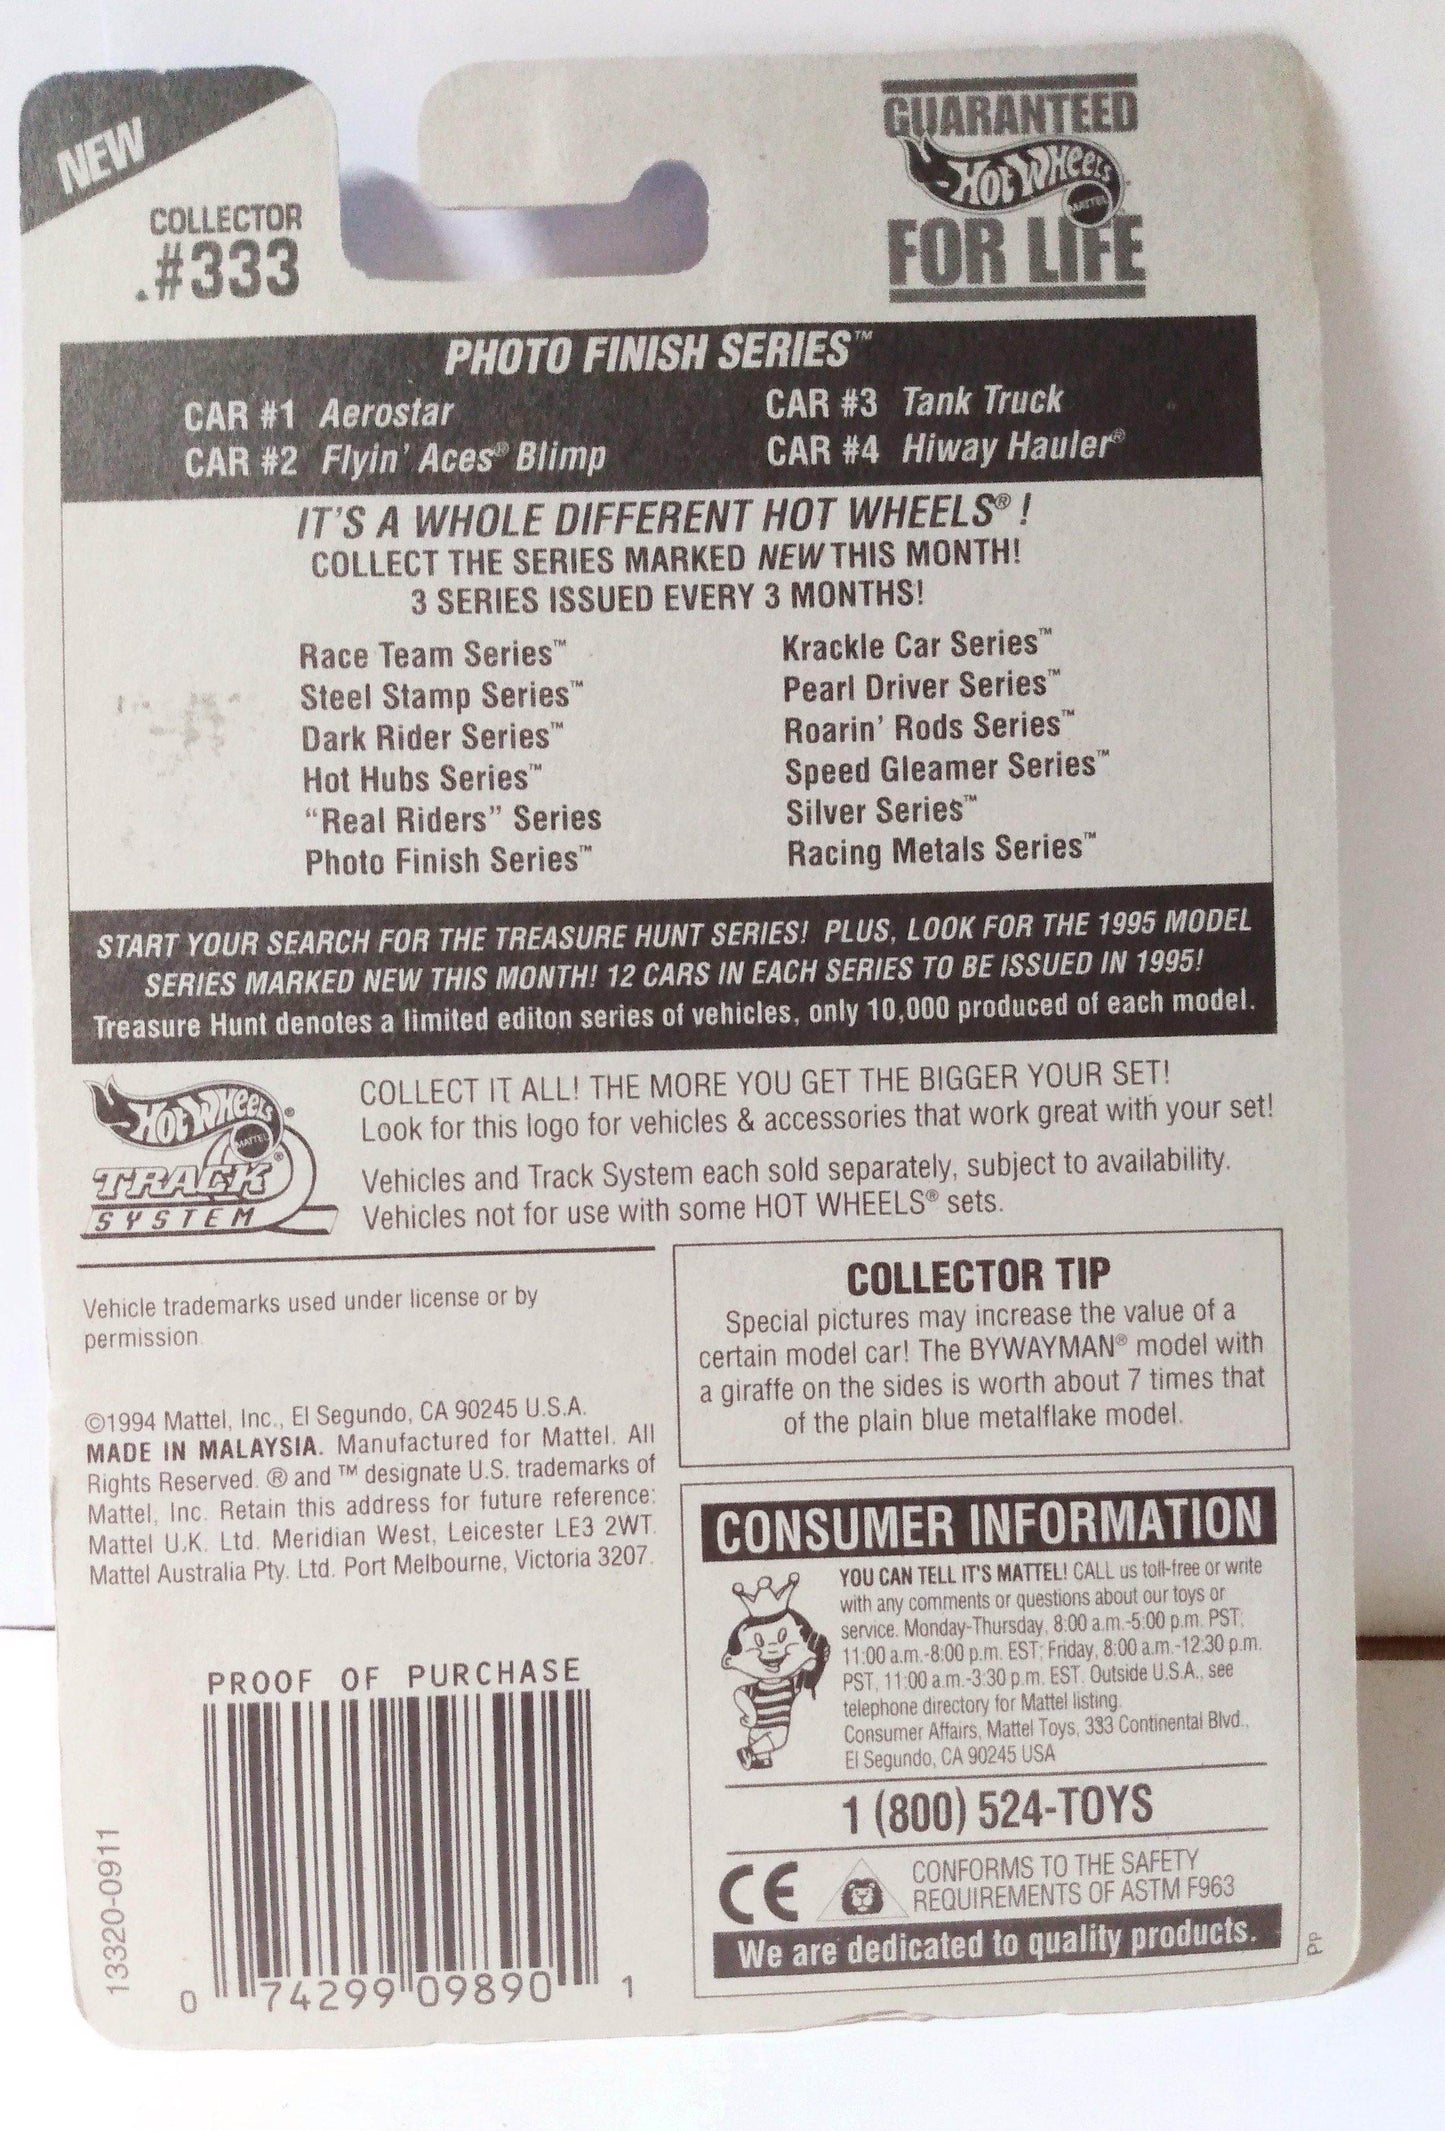 NEW
COLLECTOR
#333
GUARANTEED
HOT WHEELS
MATTEL
FOR LIFE
PHOTO FINISH SERIES™
CAR #1 Aerostar
CAR #2 Flyin' Aces® Blimp
CAR #3 Tank Truck
CAR #4 Hiway Hauler®
IT'S A WHOLE DIFFERENT HOT WHEELS® !
COLLECT THE SERIES MARKED NEW THIS MONTH!
3 SERIES ISSUED EVERY 3 MONTHS!
Race Team Series™
Steel Stamp Series™
Dark Rider Series™
Hot Hubs Series™
“Real Riders” Series
Photo Finish Series™
Krackle Car Series™
Pearl Driver Series™
Roarin' Rods Series™
Speed Gleamer Series™
Silver Series™
Racing Metals Series™
START YOUR SEARCH FOR THE TREASURE HUNT SERIES! PLUS, LOOK FOR THE 1995 MODEL
SERIES MARKED NEW THIS MONTH! 12 CARS IN EACH SERIES TO BE ISSUED IN 1995!
Treasure Hunt denotes a limited editon series of vehicles, only 10,000 produced of each model.
HOT WHEELS®
MATTEL
TRACK®
SYSTEM
COLLECT IT ALL! THE MORE YOU GET THE BIGGER YOUR SET!
Look for this logo for vehicles & accessories that work great with your set!
Vehicles and Track System each sold separately, subject to availability.
Vehicles not for use with some HOT WHEELS® sets.
Vehicle trademarks used under license or by
permission.
©1994 Mattel, Inc., El Segundo, CA 90245 U.S.A.
MADE IN MALAYSIA. Manufactured for Mattel. All
Rights Reserved. ® and ™ designate U.S. trademarks of
Mattel, Inc. Retain this address for future reference:
Mattel U.K. Ltd. Meridian West, Leicester LE3 2WT.
Mattel Australia Pty. Ltd. Port Melbourne, Victoria 3207.
COLLECTOR TIP
Special pictures may increase the value of a
certain model car! The BYWAYMAN® model with
a giraffe on the sides is worth about 7 times that
of the plain blue metalflake model.
CONSUMER INFORMATION
YOU CAN TELL IT'S MATTEL! CALL us toll-free or write
with any comments or questions about our toys or
service. Monday-Thursday, 8:00 a.m.-5:00 p.m. PST;
11:00 a.m.-8:00 p.m. EST; Friday, 8:00 a.m.-12:30 p.m.
PST, 11:00 a.m.-3:30 p.m. EST. Outside U.S.A., see
telephone directory for Mattel listing.
Consumer Affairs, Mattel Toys, 333 Continental Blvd.,
El Segundo, CA 90245 USA
1 (800) 524-TOYS
CE
CONFORMS TO THE SAFETY
REQUIREMENTS OF ASTM F963
We are dedicated to quality products.
Pp
PROOF OF PURCHASE
0 74299 09890 1
13320-0911